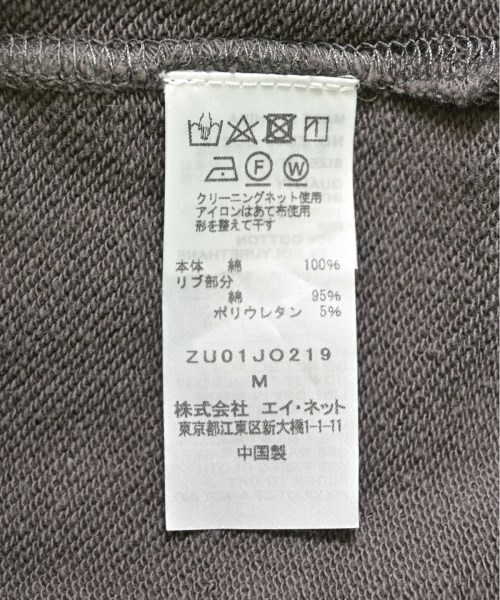 F W
クリーニングネット使用
アイロンはあて布使用
形を整えて干す
本体 綿 100%
リブ部分
綿 95%
ポリウレタン 5%
ZU01JO219
M
株式会社 エイ・ネット
東京都江東区新大橋1-1-11
中国製